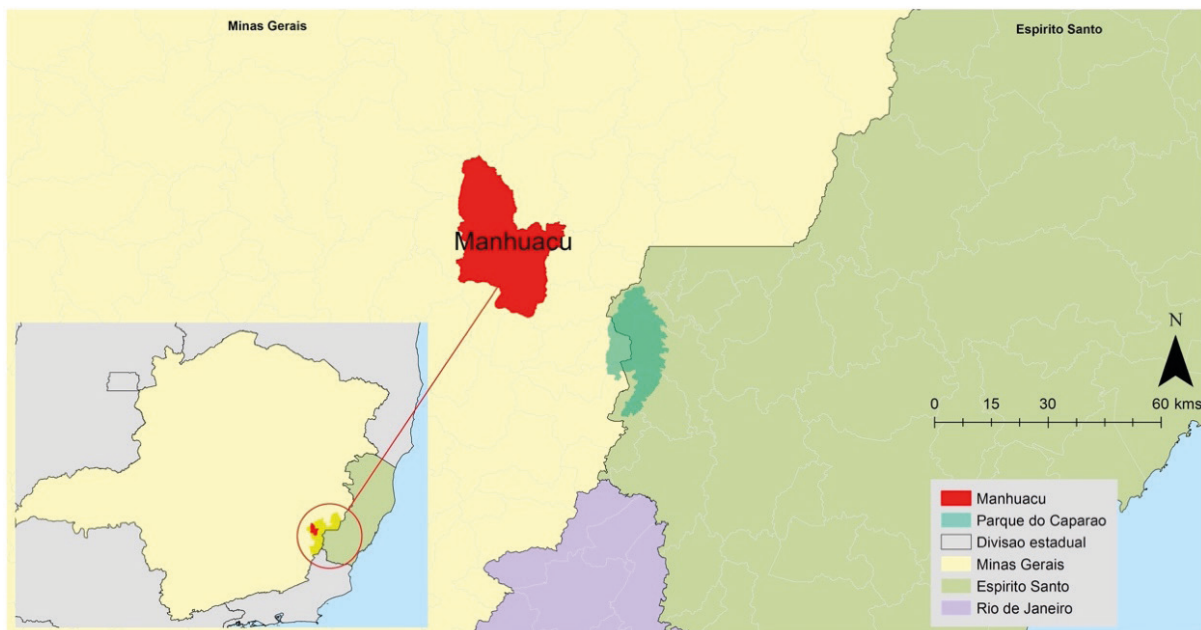 Minas Gerais
Espirito Santo
Manhuacu
N
0 15 30 60 kms
Manhuacu
Parque do Caparao
Divisao estadual
Minas Gerais
Espirito Santo
Rio de Janeiro